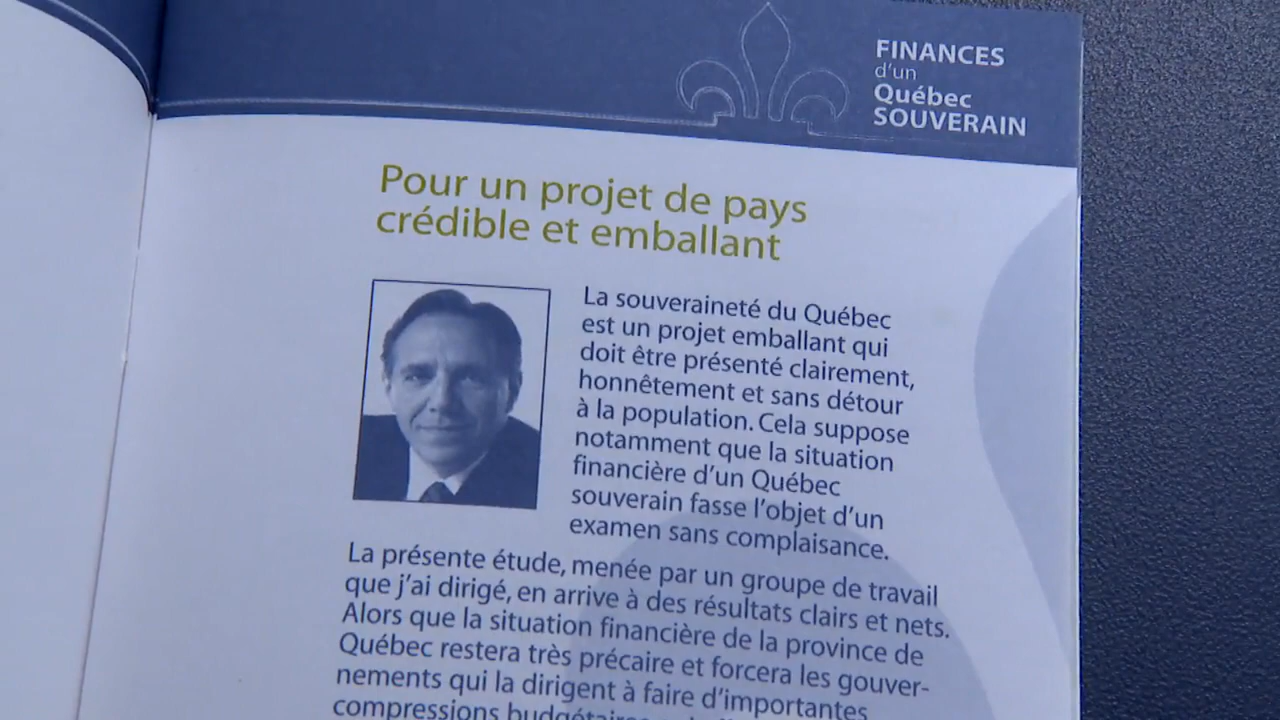 FINANCES
d'un
Québec
SOUVERAIN
Pour un projet de pays
crédible et emballant
La souveraineté du Québec
est un projet emballant qui
doit être présenté clairement,
honnêtement et sans détour
à la population. Cela suppose
notamment que la situation
financière d'un Québec
souverain fasse l'objet d'un
examen sans complaisance.
La présente étude, menée par un groupe de travail
que j'ai dirigé, en arrive à des résultats clairs et nets.
Alors que la situation financière de la province de
Québec restera très précaire et forcera les gouver-
nements qui la dirigent à faire d'importantes
compressions budgétaires